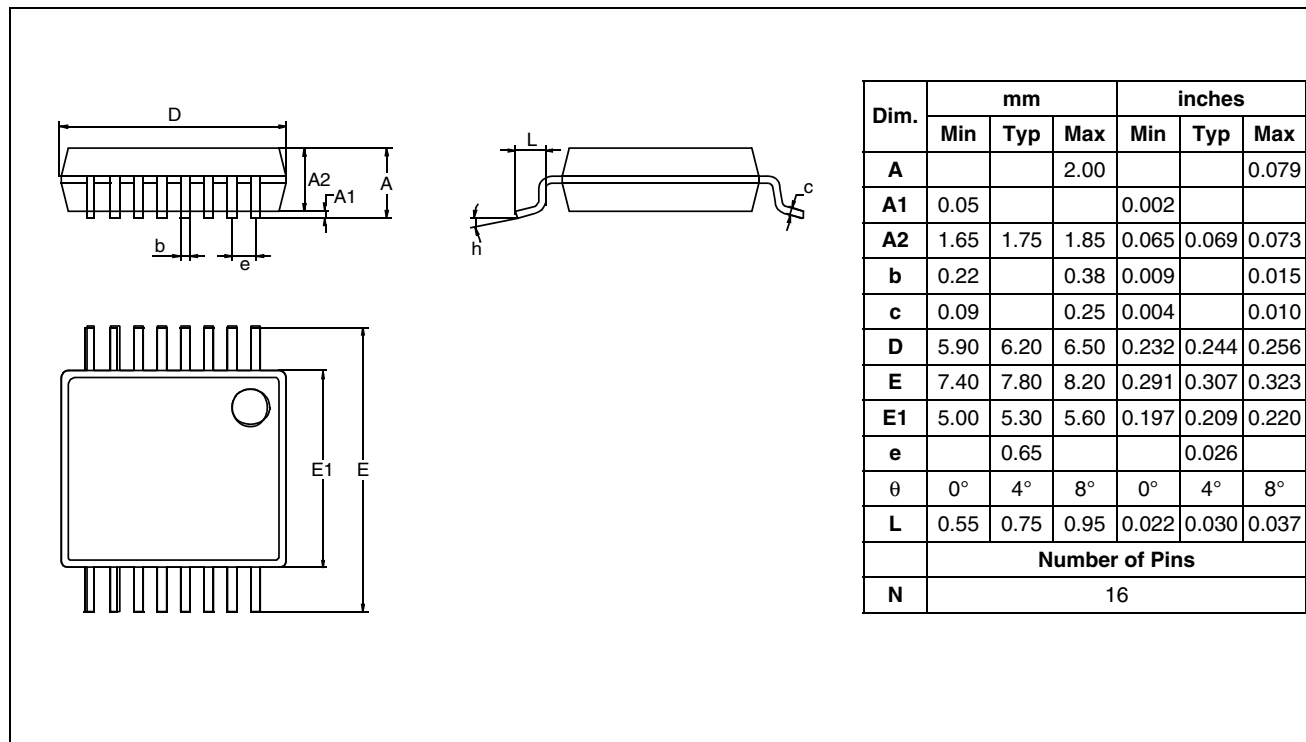 D
A2
A1
A
b
e
L
c
h
E1
E
Dim. mm inches
Min Typ Max Min Typ Max
A 2.00 0.079
A1 0.05 0.002
A2 1.65 1.75 1.85 0.065 0.069 0.073
b 0.22 0.38 0.009 0.015
c 0.09 0.25 0.004 0.010
D 5.90 6.20 6.50 0.232 0.244 0.256
E 7.40 7.80 8.20 0.291 0.307 0.323
E1 5.00 5.30 5.60 0.197 0.209 0.220
e 0.65 0.026
θ 0° 4° 8° 0° 4° 8°
L 0.55 0.75 0.95 0.022 0.030 0.037
Number of Pins
N 16